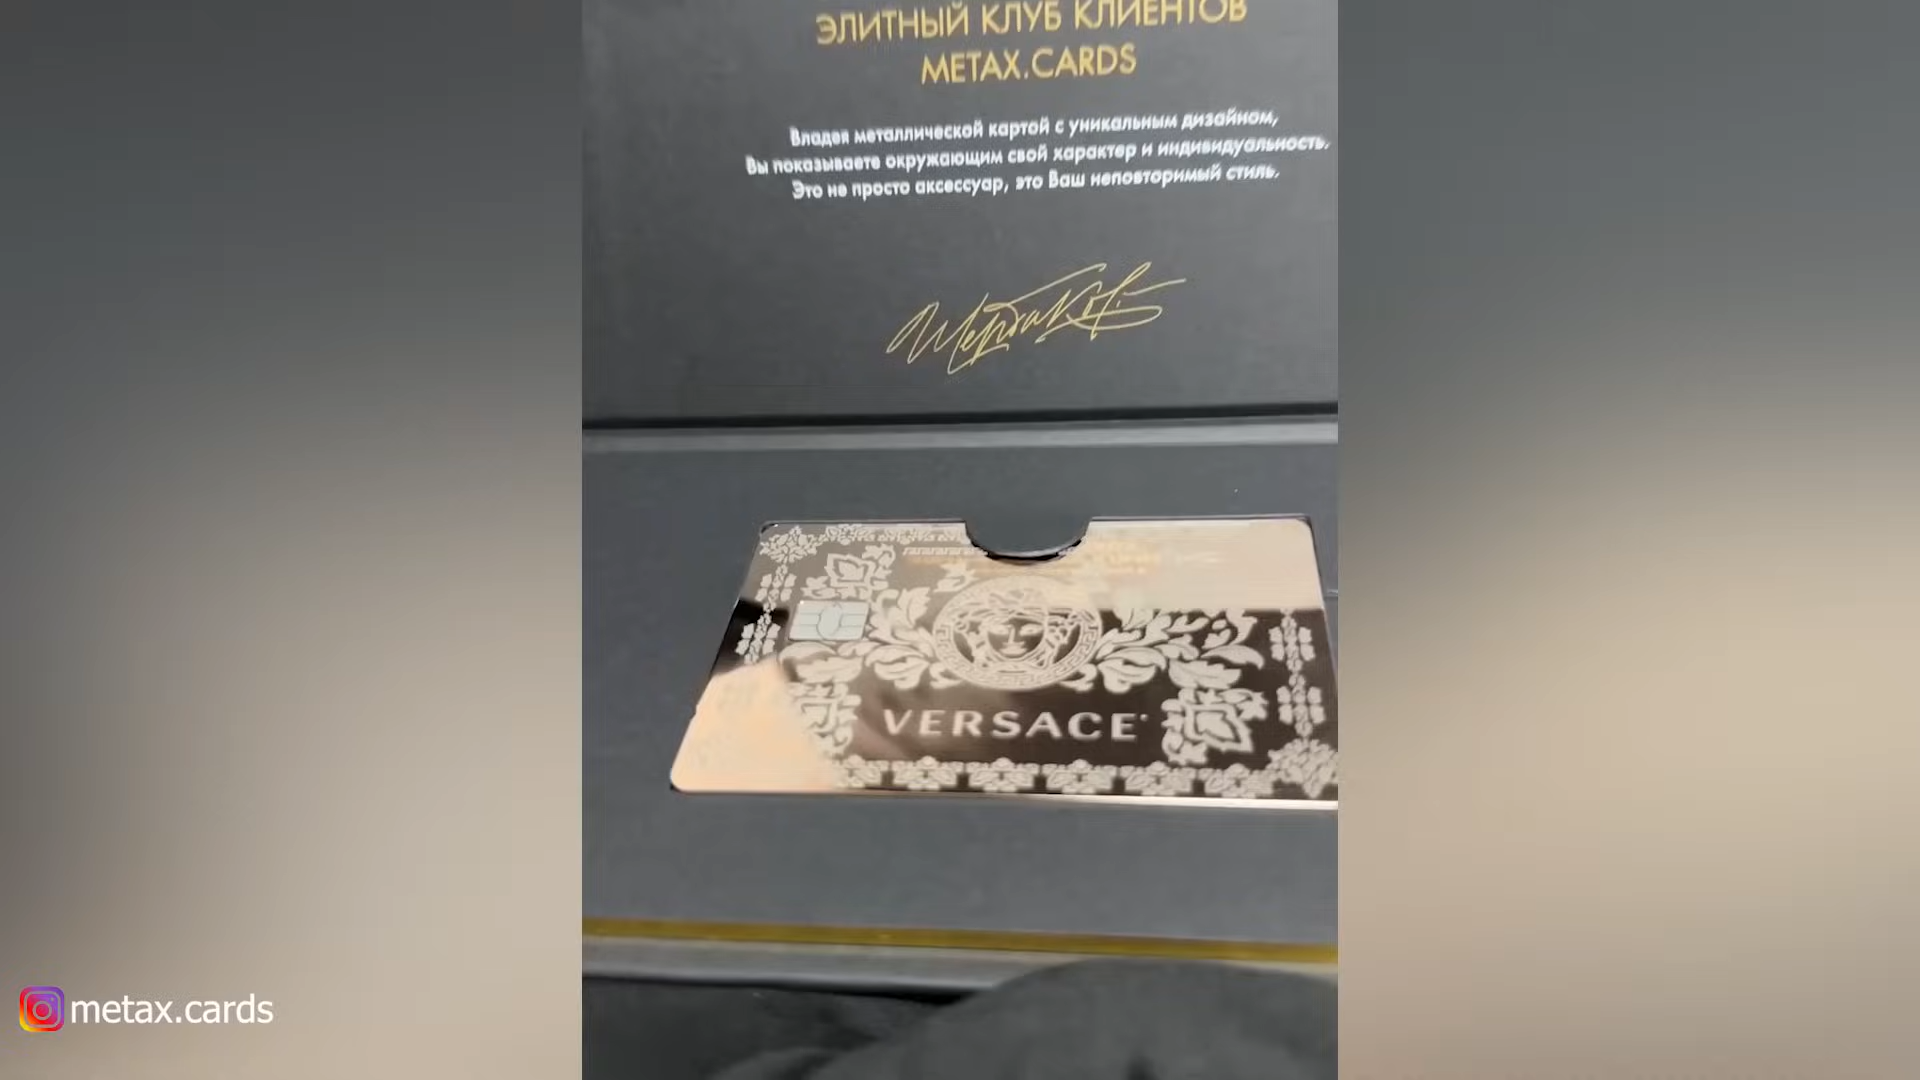 ЭЛИТНЫЙ КЛУБ КЛИЕНТОВ
METAX.CARDS
Владея металлической картой с уникальным дизайном,
Вы показываете окружающим свой характер и индивидуальность.
Это не просто аксессуар, это Ваш неповторимый стиль.
VERSACE
metax.cards